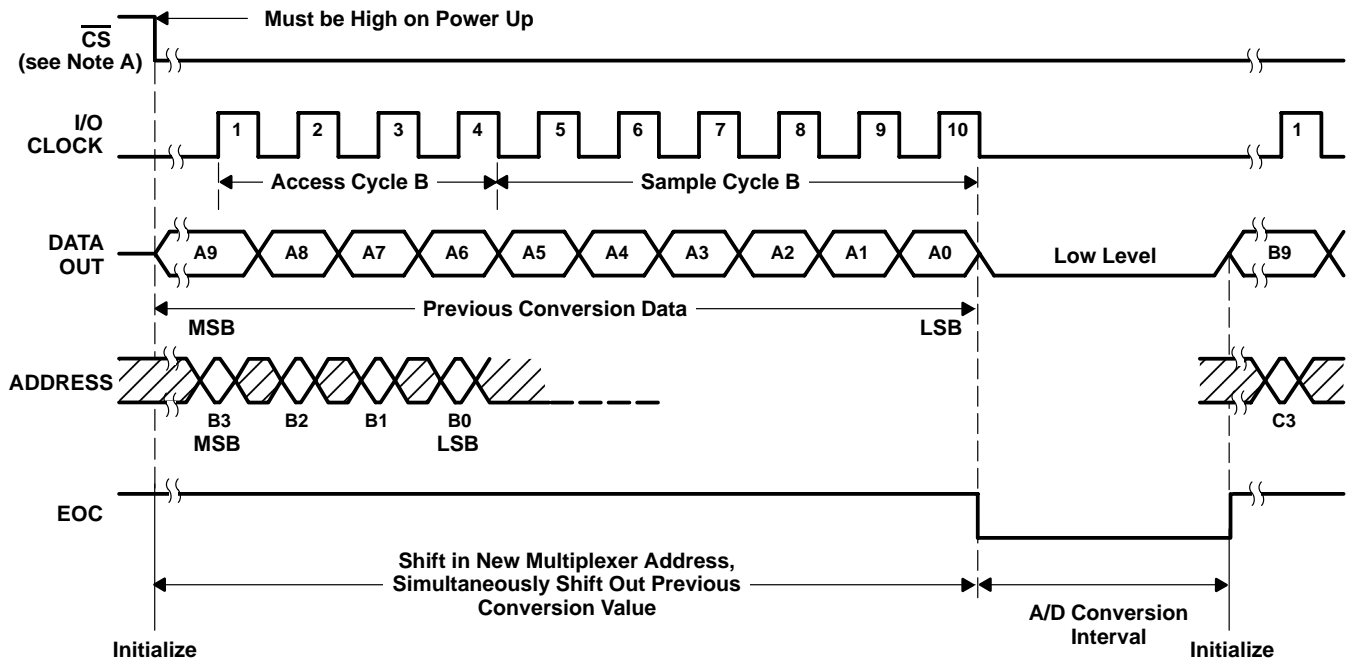 Must be High on Power Up
CS
(see Note A)
I/O
CLOCK
1 2 3 4 5 6 7 8 9 10 1
Access Cycle B Sample Cycle B
DATA
OUT
A9 A8 A7 A6 A5 A4 A3 A2 A1 A0 Low Level B9
Previous Conversion Data
MSB LSB
ADDRESS
B3 B2 B1 B0 C3
MSB LSB
EOC
Shift in New Multiplexer Address,
Simultaneously Shift Out Previous
Conversion Value
A/D Conversion
Interval
Initialize Initialize